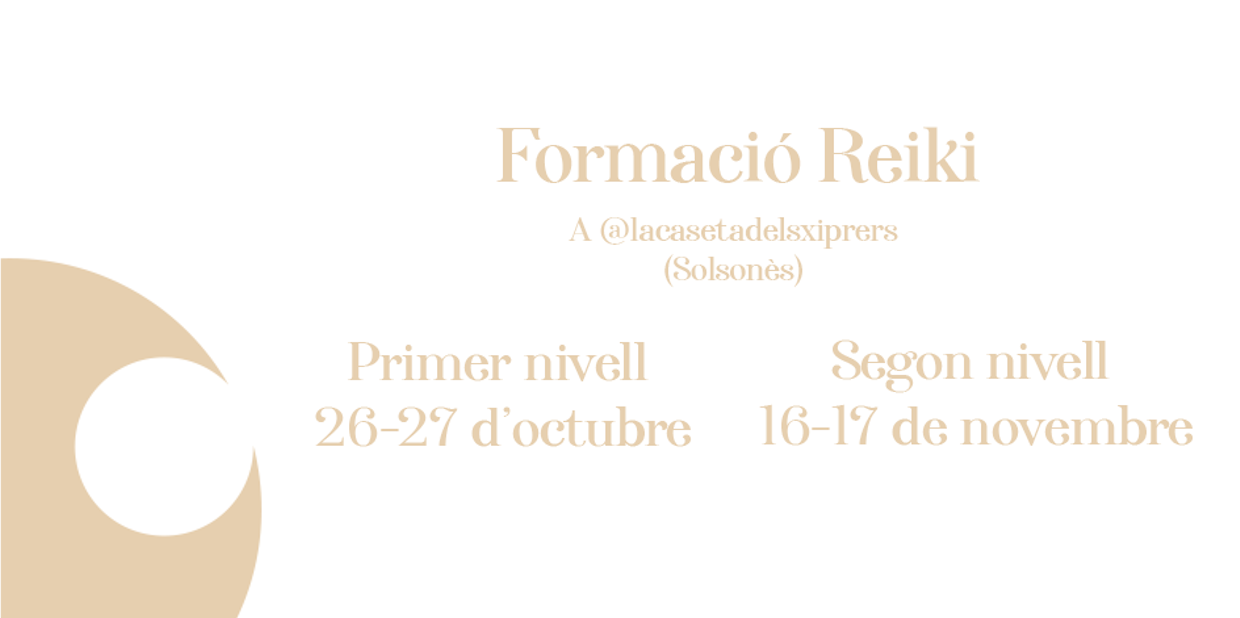 Formació Reiki
A @lacasetadelsxiprers
(Solsonès)
Primer nivell
26-27 d'octubre
Segon nivell
16-17 de novembre